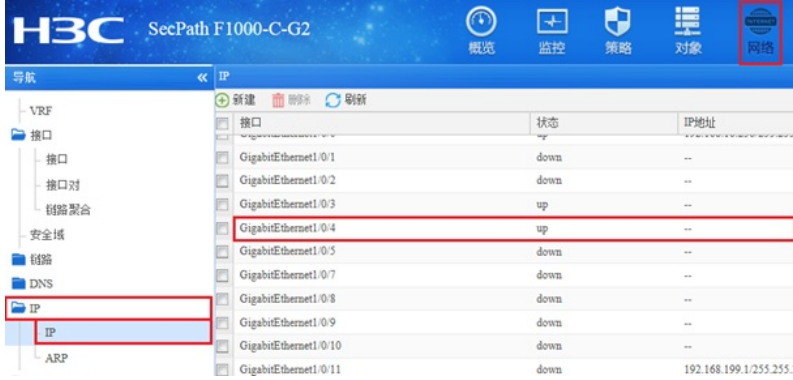 H3C SecPath F1000-C-G2
概览 监控 策略 对象 网络
导航 « IP
新建 删除 刷新
VRF
接口
接口
接口对
链路聚合
安全域
链路
DNS
IP
IP
ARP
接口 状态 IP地址
GigabitEthernet1/0/1 down --
GigabitEthernet1/0/2 down --
GigabitEthernet1/0/3 up --
GigabitEthernet1/0/4 up --
GigabitEthernet1/0/5 down --
GigabitEthernet1/0/7 down --
GigabitEthernet1/0/8 down --
GigabitEthernet1/0/9 down --
GigabitEthernet1/0/10 down --
GigabitEthernet1/0/11 down 192.168.199.1/255.255.